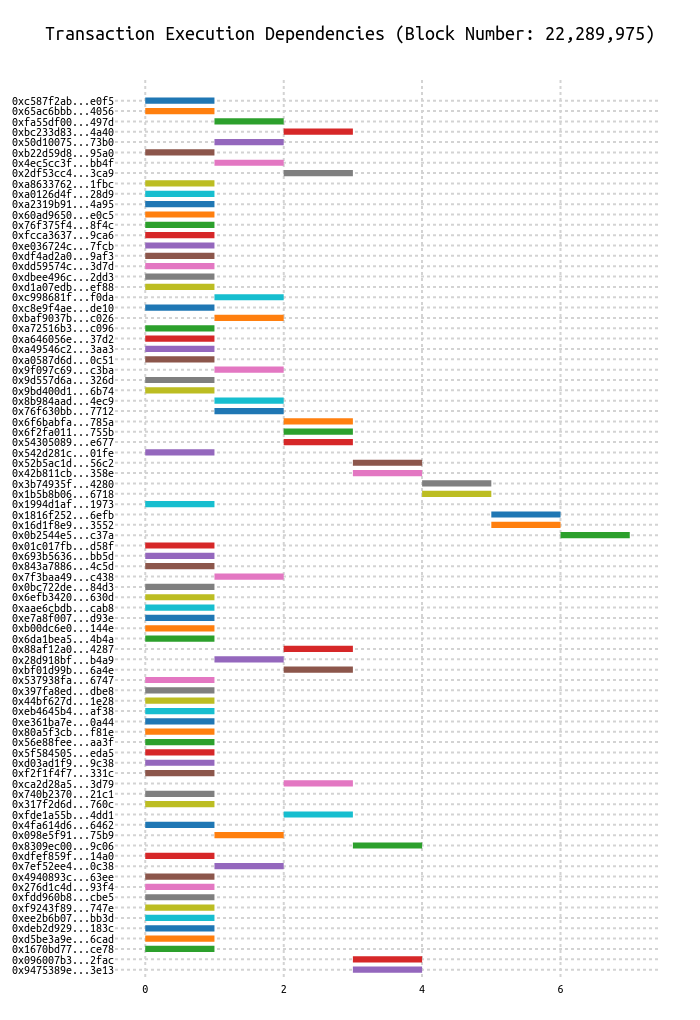 Transaction Execution Dependencies (Block Number: 22,289,975)
0xc587f2ab...e0f5
0x65ac6bbb...4056
0xfa55df00...497d
0xbc233d83...4a40
0x50d10075...73b0
0xb22d59d8...95a0
0x4ec5cc3f...bb4f
0x2df53cc4...3ca9
0xa8633762...1fbc
0xa0126d4f...28d9
0xa2319b91...4a95
0x60ad9650...e0c5
0x76f375f4...8f4c
0xfcca3637...9ca6
0xe036724c...7fcb
0xdf4ad2a0...9af3
0xdd59574c...3d7d
0xdbee496c...2dd3
0xd1a07edb...ef88
0xc998681f...f0da
0xc8e9f4ae...de10
0xbaf9037b...c026
0xa72516b3...c096
0xa646056e...37d2
0xa49546c2...3aa3
0xa0587d6d...0c51
0x9f097c69...c3ba
0x9d557d6a...326d
0x9bd400d1...6b74
0x8b984aad...4ec9
0x76f630bb...7712
0x6f6babfa...785a
0x6f2fa011...755b
0x54305089...e677
0x542d281c...01fe
0x52b5ac1d...56c2
0x42b811cb...358e
0x3b74935f...4280
0x1b5b8b06...6718
0x1994d1af...1973
0x1816f252...6efb
0x16d1f8e9...3552
0x0b2544e5...c37a
0x01c017fb...d58f
0x693b5636...bb5d
0x843a7886...4c5d
0x7f3baa49...c438
0x0bc722de...84d3
0x6efb3420...630d
0xaae6cbdb...cab8
0xe7a8f007...d93e
0xb00dc6e0...144e
0x6da1bea5...4b4a
0x88af12a0...4287
0x28d918bf...b4a9
0xbf01d99b...6a4e
0x537938fa...6747
0x397fa8ed...dbe8
0x44bf627d...1e28
0xeb4645b4...af38
0xe361ba7e...0a44
0x80a5f3cb...f81e
0x56e88fee...aa3f
0x5f584505...eda5
0xd03ad1f9...9c38
0xf2f1f4f7...331c
0xca2d28a5...3d79
0x740b2370...21c1
0x317f2d6d...760c
0xfde1a55b...4dd1
0x4fa614d6...6462
0x098e5f91...75b9
0x8309ec00...9c06
0xdfef859f...14a0
0x7ef52ee4...0c38
0x4940893c...63ee
0x276d1c4d...93f4
0xfdd960b8...cbe5
0xf9243f89...747e
0xee2b6b07...bb3d
0xdeb2d929...183c
0xd5be3a9e...6cad
0x1670bd77...ce78
0x096007b3...2fac
0x9475389e...3e13
0 2 4 6